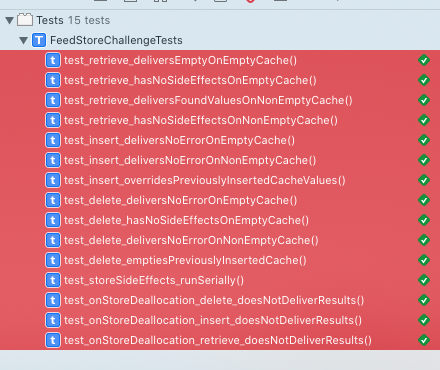 Tests 15 tests
T FeedStoreChallengeTests
t test_retrieve_deliversEmptyOnEmptyCache()
t test_retrieve_hasNoSideEffectsOnEmptyCache()
t test_retrieve_deliversFoundValuesOnNonEmptyCache()
t test_retrieve_hasNoSideEffectsOnNonEmptyCache()
t test_insert_deliversNoErrorOnEmptyCache()
t test_insert_deliversNoErrorOnNonEmptyCache()
t test_insert_overridesPreviouslyInsertedCacheValues()
t test_delete_deliversNoErrorOnEmptyCache()
t test_delete_hasNoSideEffectsOnEmptyCache()
t test_delete_deliversNoErrorOnNonEmptyCache()
t test_delete_emptiesPreviouslyInsertedCache()
t test_storeSideEffects_runSerially()
t test_onStoreDeallocation_delete_doesNotDeliverResults()
t test_onStoreDeallocation_insert_doesNotDeliverResults()
t test_onStoreDeallocation_retrieve_doesNotDeliverResults()